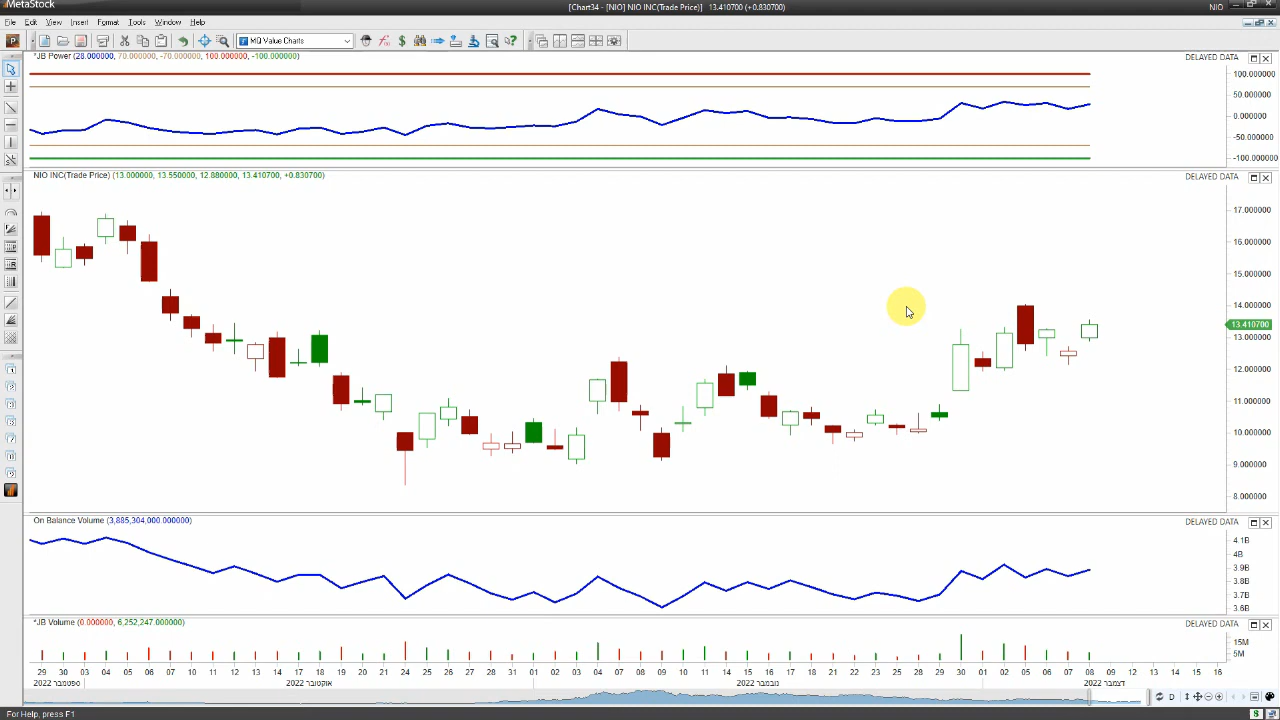 MetaStock
[Chart34 - [NIO] NIO INC(Trade Price)] 13.410700 (+0.830700)
NIO
File Edit View Insert Format Tools Window Help
MQ Value Charts
*JB Power (28.000000, 70.000000, -70.000000, 100.000000, -100.000000)
DELAYED DATA
100.000000
50.000000
0.000000
-50.000000
-100.000000
NIO INC(Trade Price) (13.000000, 13.550000, 12.880000, 13.410700, +0.830700)
DELAYED DATA
17.000000
16.000000
15.000000
14.000000
13.410700
13.000000
12.000000
11.000000
10.000000
9.000000
8.000000
On Balance Volume (3,885,304,000.000000)
DELAYED DATA
4.1B
4B
3.9B
3.8B
3.7B
3.6B
*JB Volume (0.000000, 6,252,247.000000)
DELAYED DATA
15M
5M
29 30 03 04 05 06 07 10 11 12 13 14 17 18 19 20 21 24 25 26 27 28 31 01 02 03 04 07 08 09 10 11 14 15 16 17 18 21 22 23 25 28 29 30 01 02 05 06 07 08 09 12 13 14 15 16
ספטמבר 2022 אוקטובר 2022 נובמבר 2022 דצמבר 2022
D
For Help, press F1